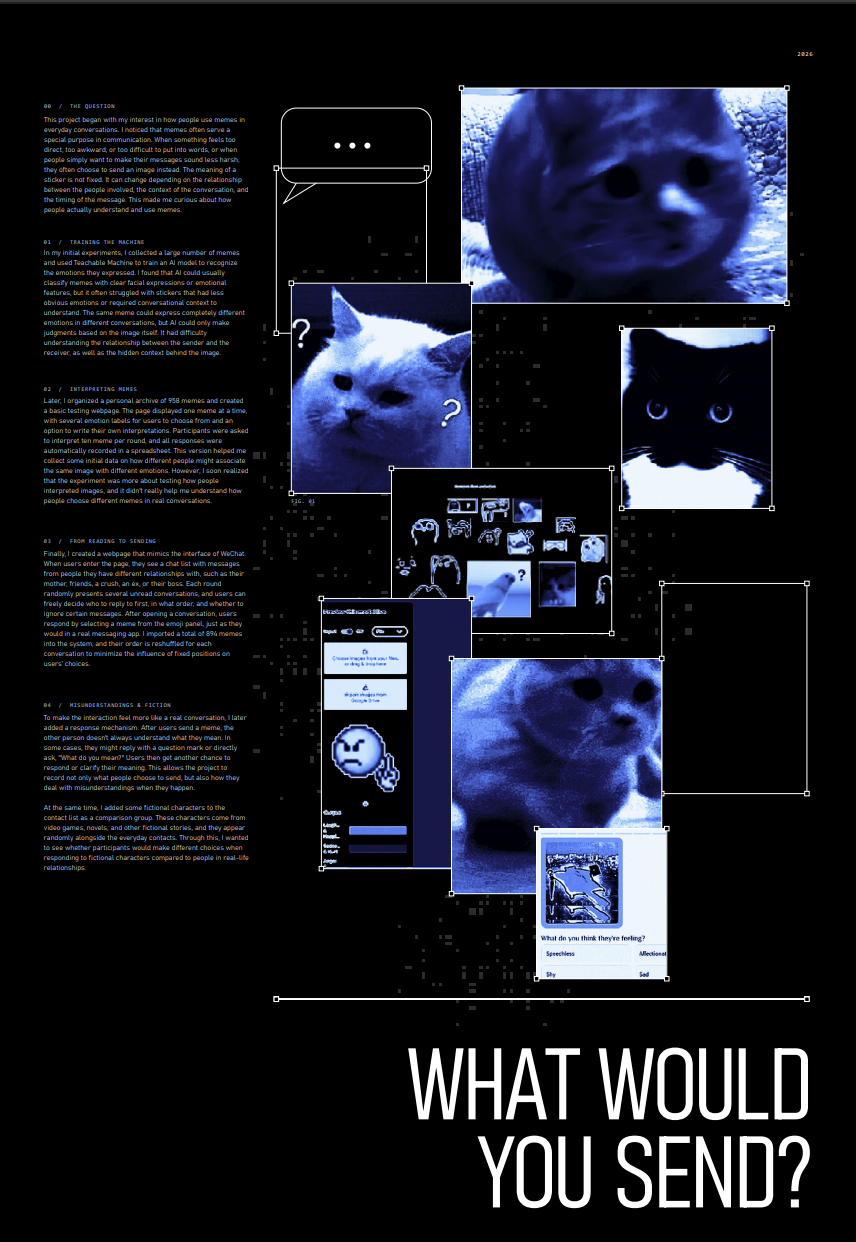 2026
00 / THE QUESTION
This project began with my interest in how people use memes in
everyday conversations. I noticed that memes often serve a
special purpose in communication. When something feels too
direct, too awkward, or too difficult to put into words, or when
people simply want to make their messages sound less harsh,
they often choose to send an image instead. The meaning of a
sticker is not fixed. It can change depending on the relationship
between the people involved, the context of the conversation, and
the timing of the message. This made me curious about how
people actually understand and use memes.
01 / TRAINING THE MACHINE
In my initial experiments, I collected a large number of memes
and used Teachable Machine to train an AI model to recognize
the emotions they expressed. I found that AI could usually
classify memes with clear facial expressions or emotional
features, but it often struggled with stickers that had less
obvious emotions or required conversational context to
understand. The same meme could express completely different
emotions in different conversations, but AI could only make
judgments based on the image itself. It had difficulty
understanding the relationship between the sender and the
receiver, as well as the hidden context behind the image.
02 / INTERPRETING MEMES
Later, I organized a personal archive of 958 memes and created
a basic testing webpage. The page displayed one meme at a time,
with several emotion labels for users to choose from and an
option to write their own interpretations. Participants were asked
to interpret ten meme per round, and all responses were
automatically recorded in a spreadsheet. This version helped me
collect some initial data on how different people might associate
the same image with different emotions. However, I soon realized
that the experiment was more about testing how people
interpreted images, and it didn't really help me understand how
people choose different memes in real conversations.
03 / FROM READING TO SENDING
Finally, I created a webpage that mimics the interface of WeChat.
When users enter the page, they see a chat list with messages
from people they have different relationships with, such as their
mother, friends, a crush, an ex, or their boss. Each round
randomly presents several unread conversations, and users can
freely decide who to reply to first, in what order, and whether to
ignore certain messages. After opening a conversation, users
respond by selecting a meme from the emoji panel, just as they
would in a real messaging app. I imported a total of 894 memes
into the system, and their order is reshuffled for each
conversation to minimize the influence of fixed positions on
users' choices.
04 / MISUNDERSTANDINGS & FICTION
To make the interaction feel more like a real conversation, I later
added a response mechanism. After users send a meme, the
other person doesn't always understand what they mean. In
some cases, they might reply with a question mark or directly
ask, "What do you mean?" Users then get another chance to
respond or clarify their meaning. This allows the project to
record not only what people choose to send, but also how they
deal with misunderstandings when they happen.
At the same time, I added some fictional characters to the
contact list as a comparison group. These characters come from
video games, novels, and other fictional stories, and they appear
randomly alongside the everyday contacts. Through this, I wanted
to see whether participants would make different choices when
responding to fictional characters compared to people in real-life
relationships.
?
?
FIG. 01
?
Choose images from your files,
or drag & drop here
Import images from
Google Drive
What do you think they're feeling?
Speechless
Affectionat
Shy
Sad
WHAT WOULD
YOU SEND?